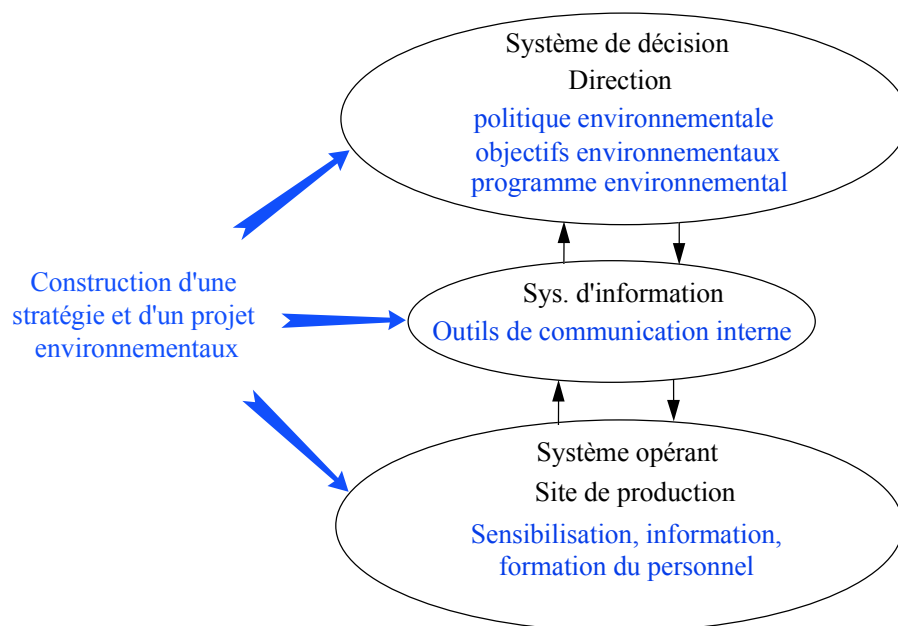 Système de décision
Direction
politique environnementale
objectifs environnementaux
programme environnemental
Construction d'une
stratégie et d'un projet
environnementaux
Sys. d'information
Outils de communication interne
Système opérant
Site de production
Sensibilisation, information,
formation du personnel